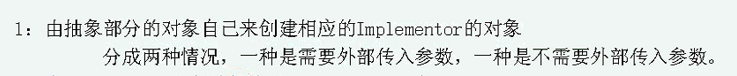 1：由抽象部分的对象自己来创建相应的Implementor的对象
分成两种情况，一种是需要外部传入参数，一种是不需要外部传入参数。